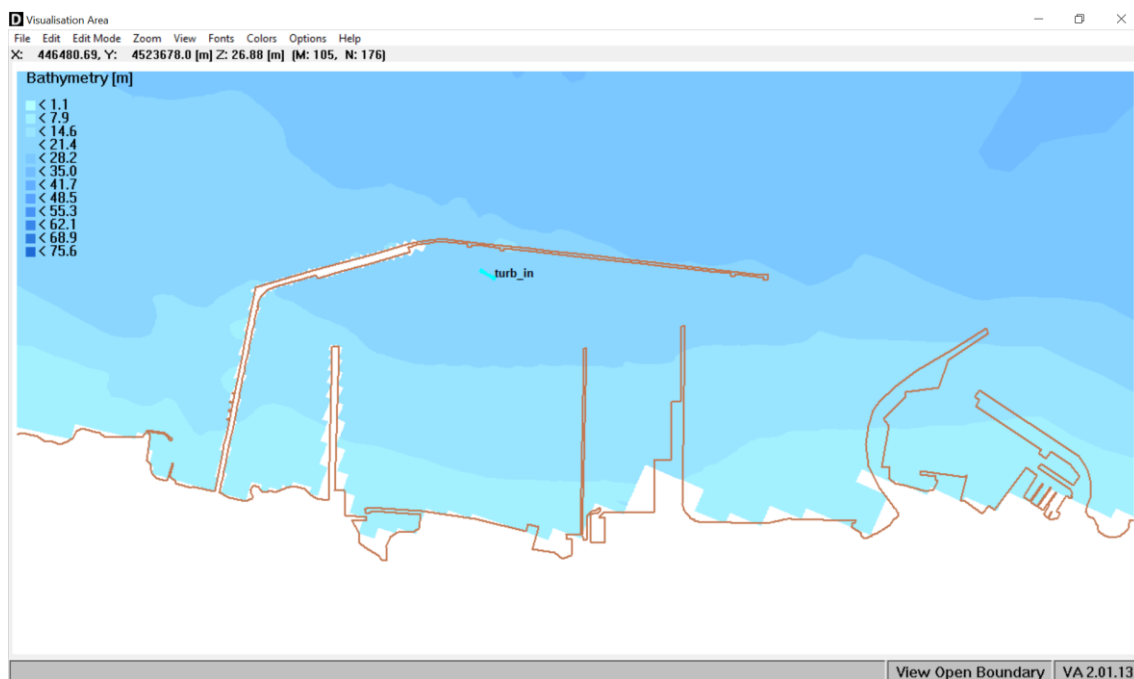 D Visualisation Area
File Edit Edit Mode Zoom View Fonts Colors Options Help
X: 446480.69, Y: 4523678.0 [m] Z: 26.88 [m] (M: 105, N: 176)
Bathymetry [m]
< 1.1
< 7.9
< 14.6
< 21.4
< 28.2
< 35.0
< 41.7
< 48.5
< 55.3
< 62.1
< 68.9
< 75.6
turb_in
View Open Boundary VA 2.01.13